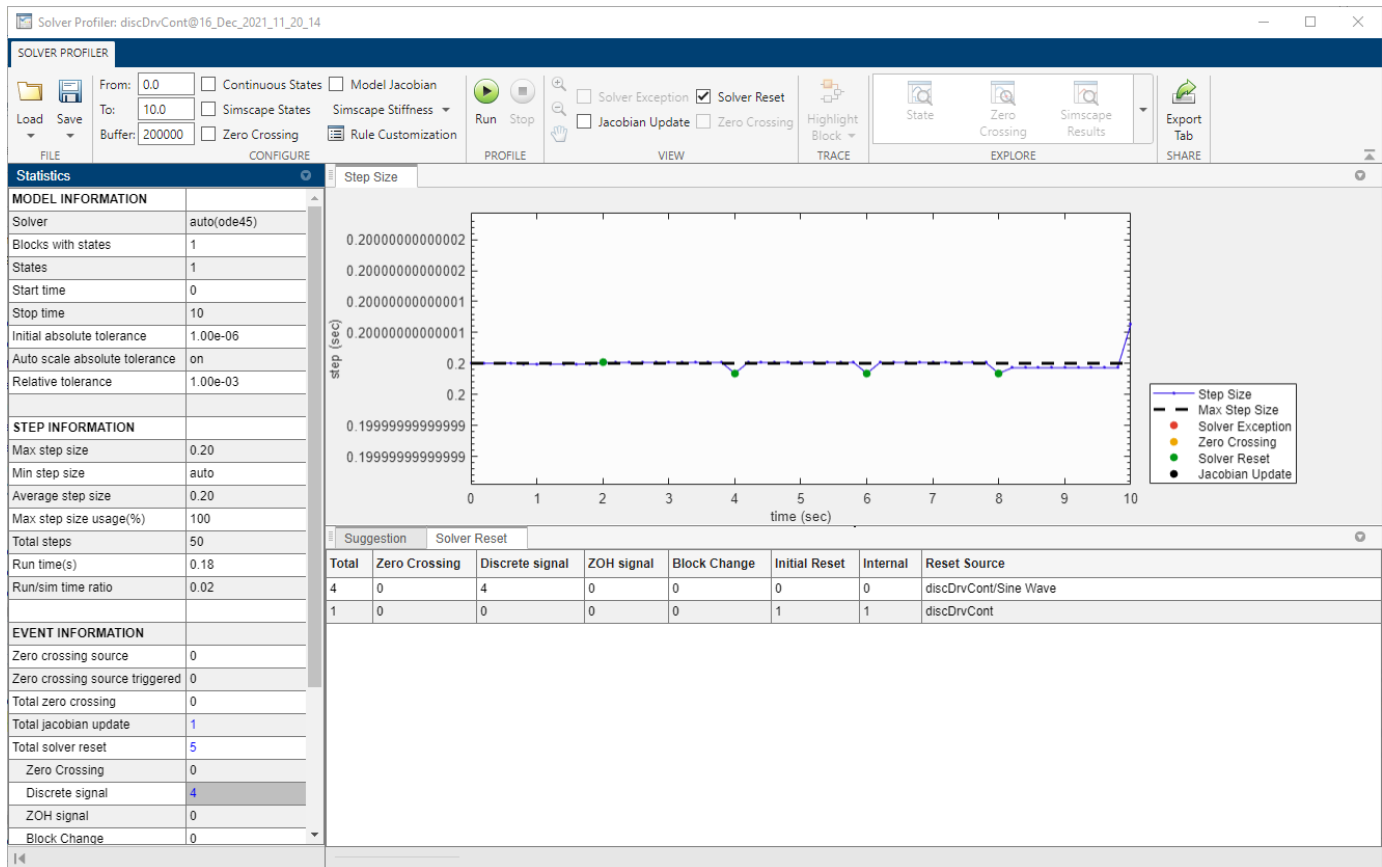 Solver Profiler: discDrvCont@16_Dec_2021_11_20_14
SOLVER PROFILER
From: 0.0 Continuous States Model Jacobian
Solver Exception Solver Reset
To: 10.0 Simscape States Simscape Stiffness
Jacobian Update Zero Crossing
Buffer: 200000 Zero Crossing Rule Customization
Load Save
Run Stop
Highlight Block
State
Zero Crossing
Simscape Results
Export Tab
FILE CONFIGURE PROFILE VIEW TRACE EXPLORE SHARE
Statistics
MODEL INFORMATION
Solver auto(ode45)
Blocks with states 1
States 1
Start time 0
Stop time 10
Initial absolute tolerance 1.00e-06
Auto scale absolute tolerance on
Relative tolerance 1.00e-03
STEP INFORMATION
Max step size 0.20
Min step size auto
Average step size 0.20
Max step size usage(%) 100
Total steps 50
Run time(s) 0.18
Run/sim time ratio 0.02
EVENT INFORMATION
Zero crossing source 0
Zero crossing source triggered 0
Total zero crossing 0
Total jacobian update 1
Total solver reset 5
Zero Crossing 0
Discrete signal 4
ZOH signal 0
Block Change 0
Step Size
0.20000000000002
0.20000000000002
0.20000000000001
0.20000000000001
0.2
0.2
0.19999999999999
0.19999999999999
step (sec)
0 1 2 3 4 5 6 7 8 9 10
time (sec)
Step Size
Max Step Size
Solver Exception
Zero Crossing
Solver Reset
Jacobian Update
Suggestion Solver Reset
Total Zero Crossing Discrete signal ZOH signal Block Change Initial Reset Internal Reset Source
4 0 4 0 0 0 0 discDrvCont/Sine Wave
1 0 0 0 0 1 1 discDrvCont